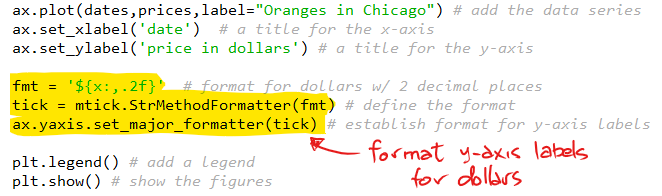 ax.plot(dates,prices,label="Oranges in Chicago") # add the data series
ax.set_xlabel('date')  # a title for the x-axis
ax.set_ylabel('price in dollars') # a title for the y-axis
fmt = '${x:,.2f}'  # format for dollars w/ 2 decimal places
tick = mtick.StrMethodFormatter(fmt) # define the format
ax.yaxis.set_major_formatter(tick) # establish format for y-axis labels
format y-axis labels
for dollars
plt.legend() # add a legend
plt.show() # show the figures